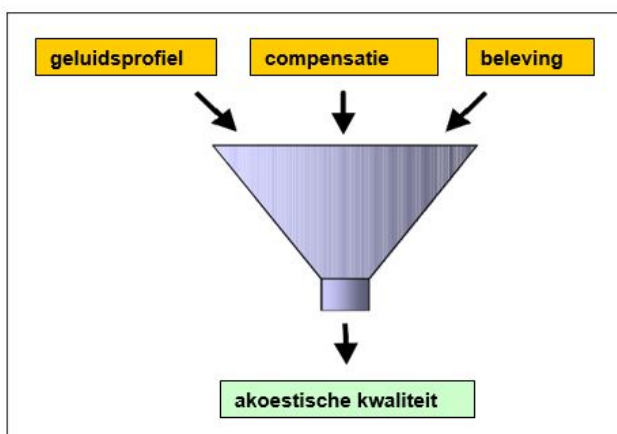 geluidsprofiel
compensatie
beleving
akoestische kwaliteit